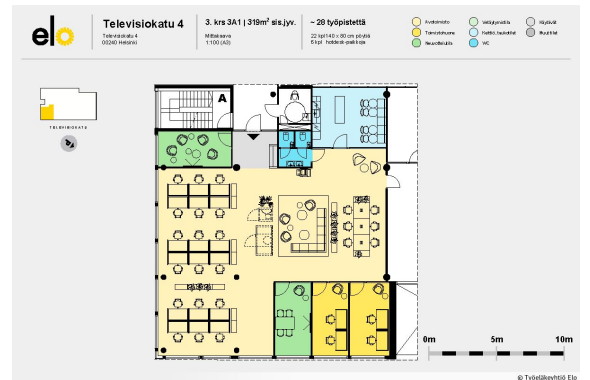 elo
Televisiokatu 4
Televisiokatu 4
00240 Helsinki
3. krs 3A1 | 319m² sis.jyv.
Mittakaava
1:100 (A3)
~ 28 työpistettä
22 kpl 140 x 80 cm pöytiä
6 kpl hotdesk-paikkoja
Avotoimisto
Toimistohuone
Neuvottelutila
Vetäytymistila
Keittiö, taukotilat
WC
Käytävät
Muut tilat
TELEVISIOKATU
A
0m
5m
10m
© Työeläkeyhtiö Elo